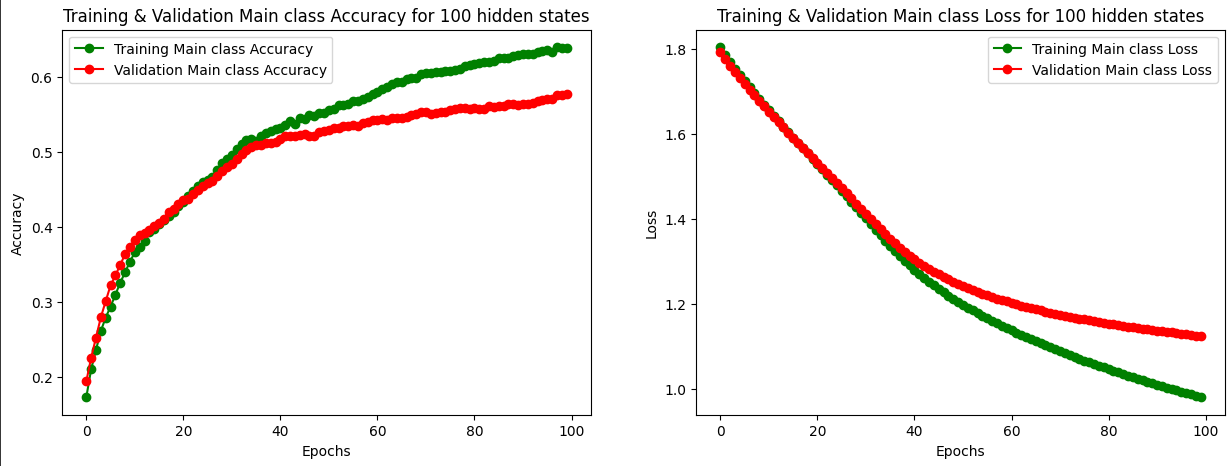 Training & Validation Main class Accuracy for 100 hidden states
Training Main class Accuracy
Validation Main class Accuracy
0.6
0.5
0.4
0.3
0.2
Accuracy
0 20 40 60 80 100
Epochs
Training & Validation Main class Loss for 100 hidden states
Training Main class Loss
Validation Main class Loss
1.8
1.6
1.4
1.2
1.0
Loss
0 20 40 60 80 100
Epochs